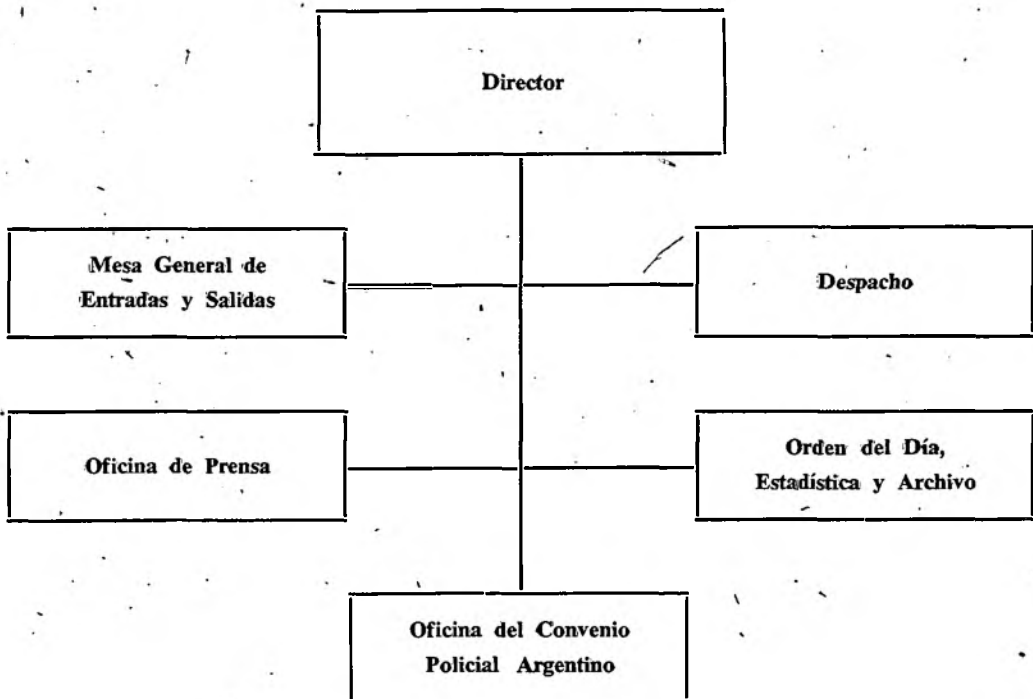 Director
Mesa General de
Entradas y Salidas
Despacho
Oficina de Prensa
Orden del Día,
Estadística y Archivo
Oficina del Convenio
Policial Argentino